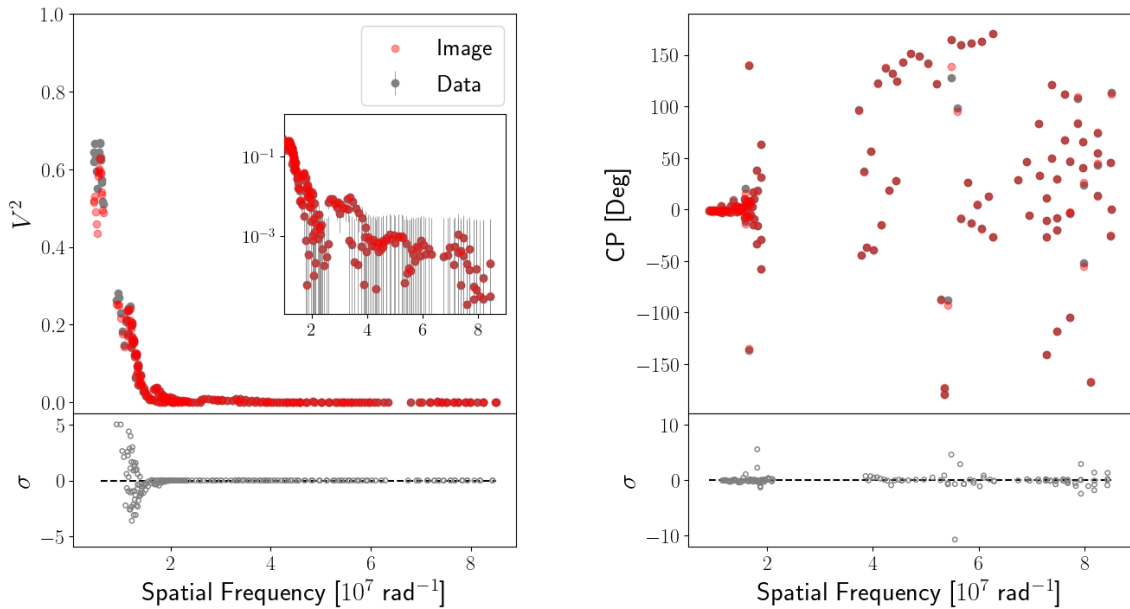 1.0
0.8
0.6
0.4
0.2
0.0
V²
Image
Data
10⁻¹
10⁻³
2 4 6 8
5
0
−5
σ
2 4 6 8
Spatial Frequency [10⁷ rad⁻¹]
150
100
50
0
−50
−100
−150
CP [Deg]
10
0
−10
σ
2 4 6 8
Spatial Frequency [10⁷ rad⁻¹]